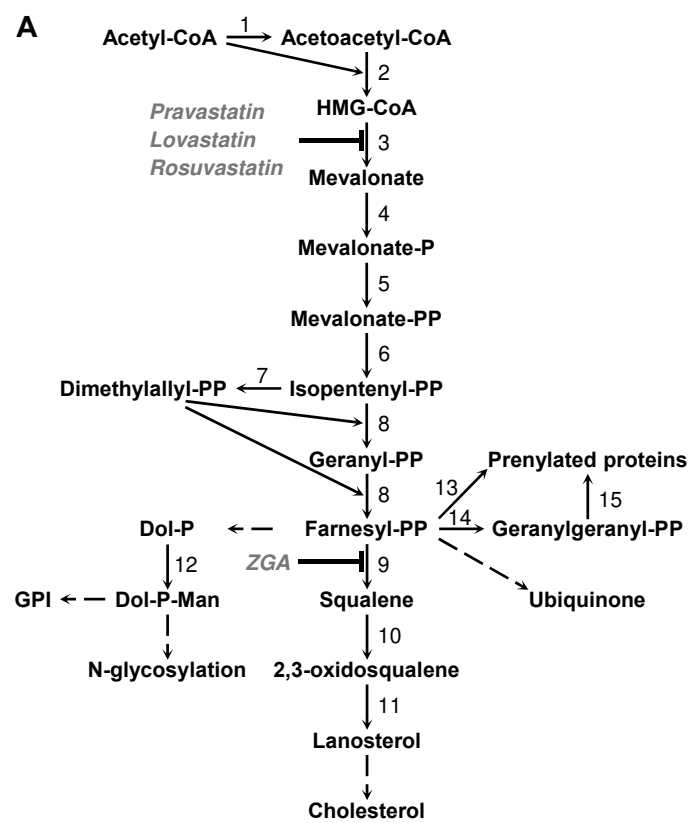 A
Acetyl-CoA 1 Acetoacetyl-CoA
2
Pravastatin HMG-CoA
Lovastatin 3
Rosuvastatin Mevalonate
4
Mevalonate-P
5
Mevalonate-PP
6
Dimethylallyl-PP 7 Isopentenyl-PP
8
Geranyl-PP Prenylated proteins
8 13 15
Dol-P Farnesyl-PP 14 Geranylgeranyl-PP
12 ZGA 9
GPI Dol-P-Man Squalene Ubiquinone
10
N-glycosylation 2,3-oxidosqualene
11
Lanosterol
Cholesterol